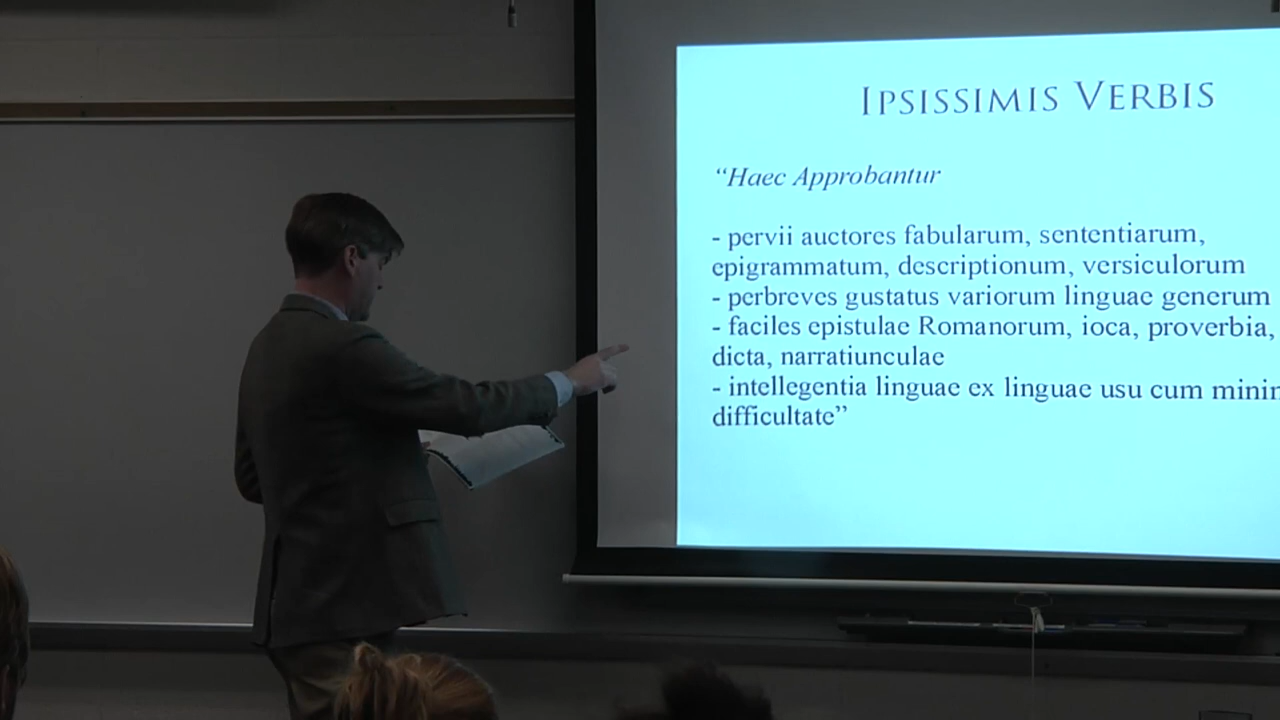 IPSISSIMIS VERBIS
“Haec Approbantur
- pervii auctores fabularum, sententiarum,
epigrammatum, descriptionum, versiculorum
- perbreves gustatus variorum linguae generum
- faciles epistulae Romanorum, ioca, proverbia,
dicta, narratiunculae
- intellegentia linguae ex linguae usu cum
difficultate”